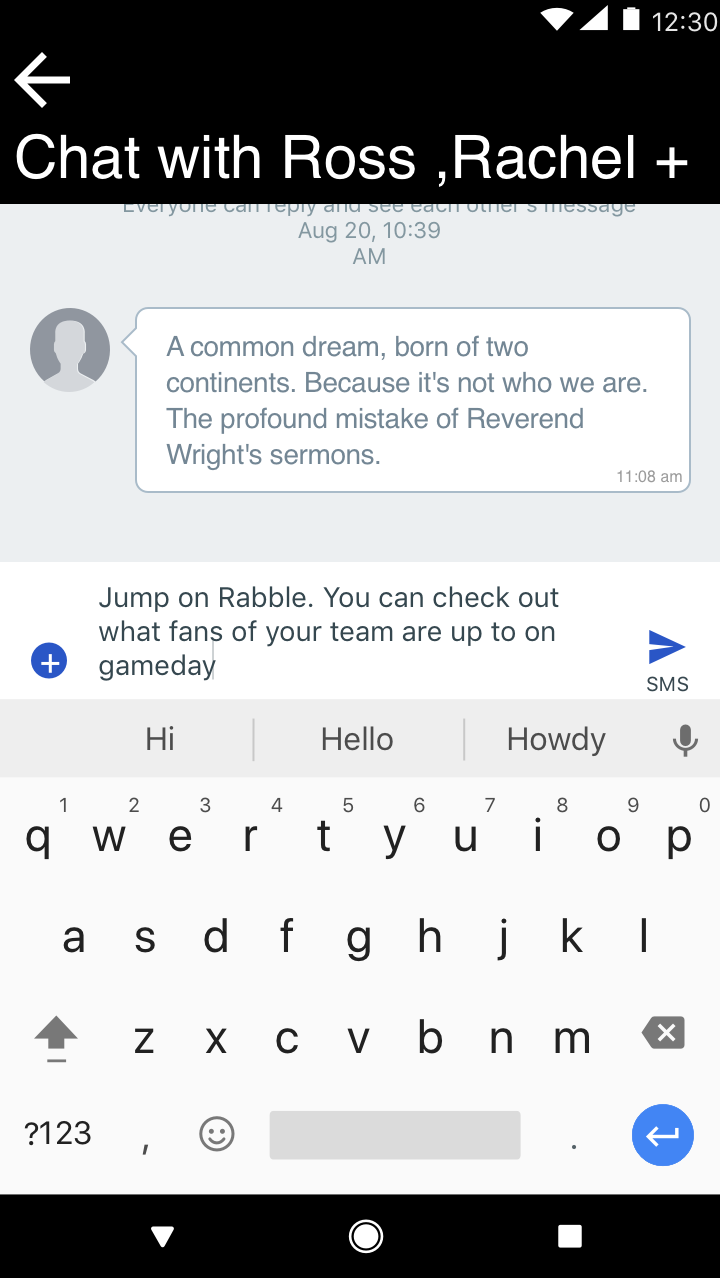 12:30
Chat with Ross ,Rachel +
Everyone can reply and see each other's message
Aug 20, 10:39
AM
A common dream, born of two
continents. Because it's not who we are.
The profound mistake of Reverend
Wright's sermons.
11:08 am
Jump on Rabble. You can check out
what fans of your team are up to on
gameday
SMS
Hi Hello Howdy
1 2 3 4 5 6 7 8 9 0
q w e r t y u i o p
a s d f g h j k l
z x c v b n m
?123 , .